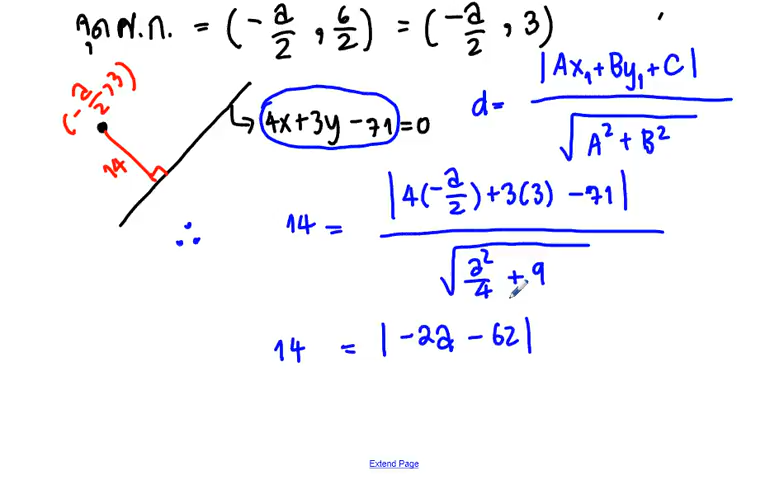 จุด ศ.ก. = (-a/2 , 6/2) = (-a/2 , 3)
d = |Ax₁ + By₁ + C| / √(A² + B²)
(-a/2, 3)
4x+3y-71=0
14
∴ 14 = |4(-a/2)+3(3) -71| / √(a²/4 + 9)
14 = |-2a - 62|
Extend Page